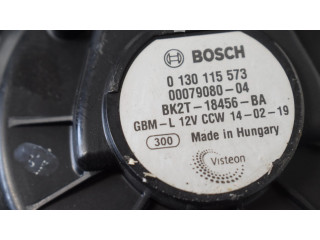 BOSCH
0 130 115 573
00079080-04
BK2T-18456-BA
GBM-L 12V CCW 14-02-19
300 Made in Hungary
Visteon